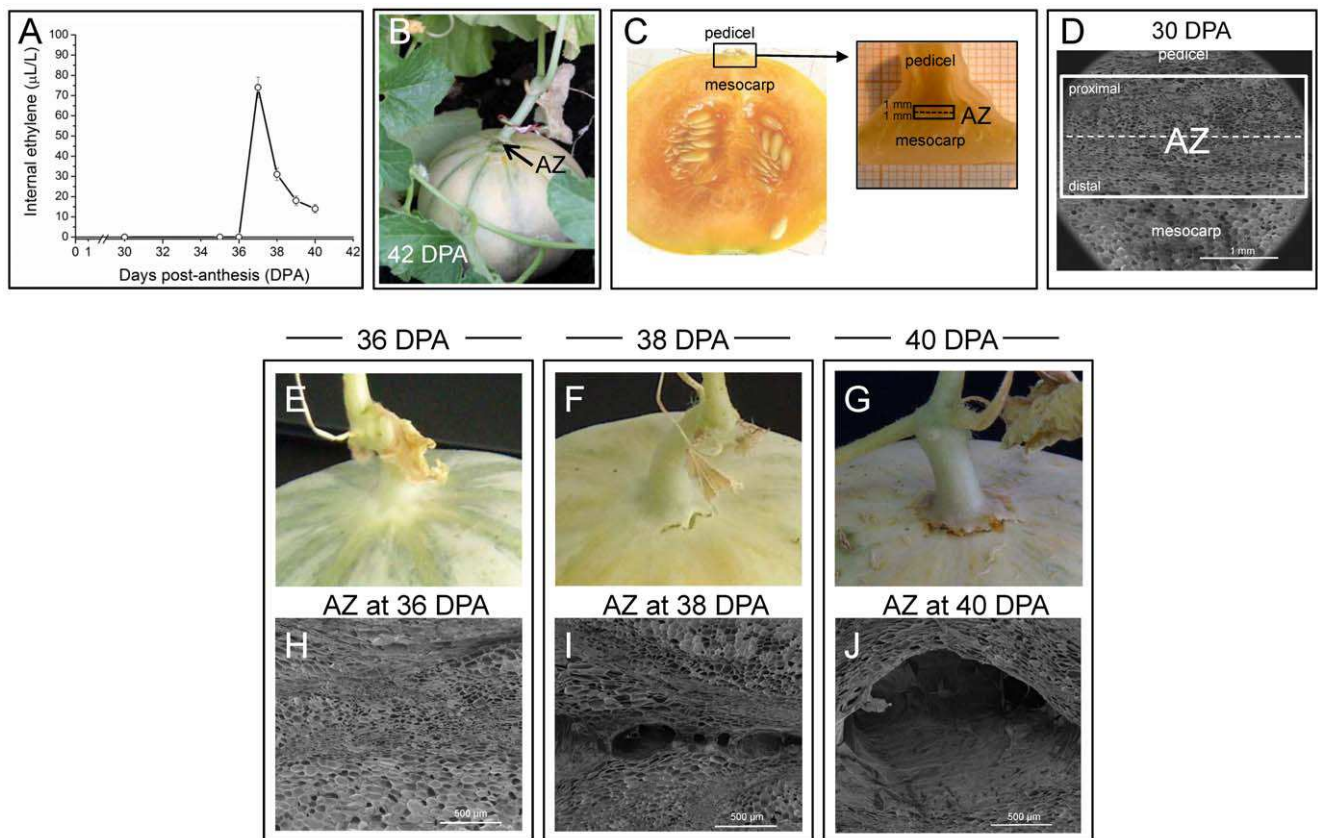 A
Internal ethylene (µL/L)
100
90
80
70
60
50
40
30
20
10
0
0 1 30 32 34 36 38 40 42
Days post-anthesis (DPA)
B
AZ
42 DPA
C
pedicel
mesocarp
pedicel
1 mm
1 mm
AZ
mesocarp
D
30 DPA
pedicel
proximal
AZ
distal
mesocarp
1 mm
36 DPA
38 DPA
40 DPA
E
F
G
AZ at 36 DPA
AZ at 38 DPA
AZ at 40 DPA
H
500 µm
I
500 µm
J
500 µm